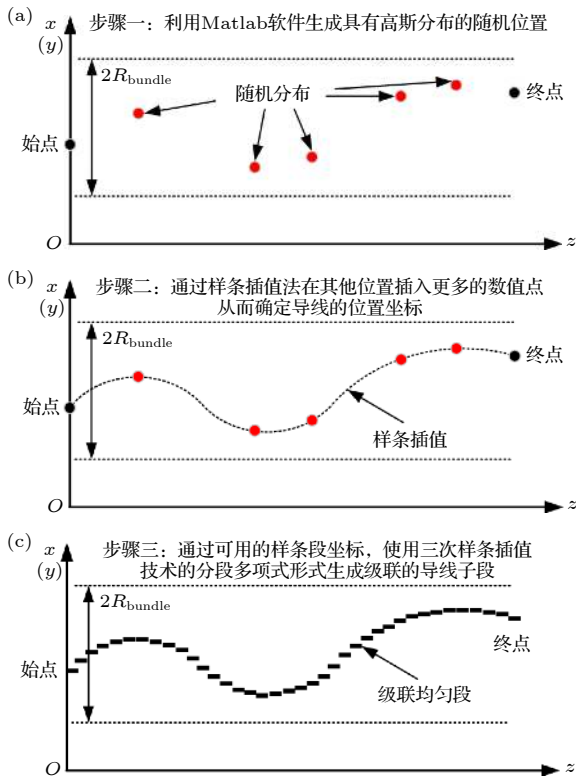 (a)
x
(y)
步骤一：利用Matlab软件生成具有高斯分布的随机位置
2R_bundle
随机分布
终点
始点
O
z
(b)
x
(y)
步骤二：通过样条插值法在其他位置插入更多的数值点
从而确定导线的位置坐标
2R_bundle
终点
始点
样条插值
O
z
(c)
x
(y)
步骤三：通过可用的样条段坐标，使用三次样条插值
技术的分段多项式形式生成级联的导线子段
2R_bundle
终点
始点
级联均匀段
O
z